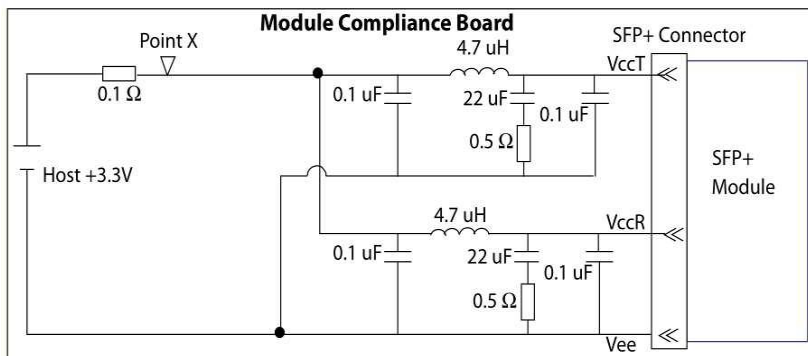 Module Compliance Board
Point X
4.7 uH
SFP+ Connector
VccT
0.1 Ω
0.1 uF
22 uF
0.1 uF
0.5 Ω
Host +3.3V
SFP+
Module
4.7 uH
VccR
0.1 uF
22 uF
0.1 uF
0.5 Ω
Vee